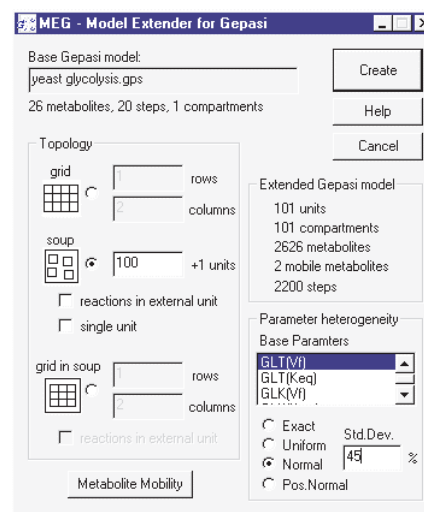 MEG - Model Extender for Gepasi
Base Gepasi model:
yeast glycolysis.gps
26 metabolites, 20 steps, 1 compartments
Create
Help
Cancel
Topology
grid
1 rows
2 columns
soup
100 +1 units
reactions in external unit
single unit
grid in soup
1 rows
2 columns
reactions in external unit
Metabolite Mobility
Extended Gepasi model
101 units
101 compartments
2626 metabolites
2 mobile metabolites
2200 steps
Parameter heterogeneity
Base Paramters
GLT(Vf)
GLT(Keq)
Exact
Uniform
Normal
Pos.Normal
Std.Dev.
45 %